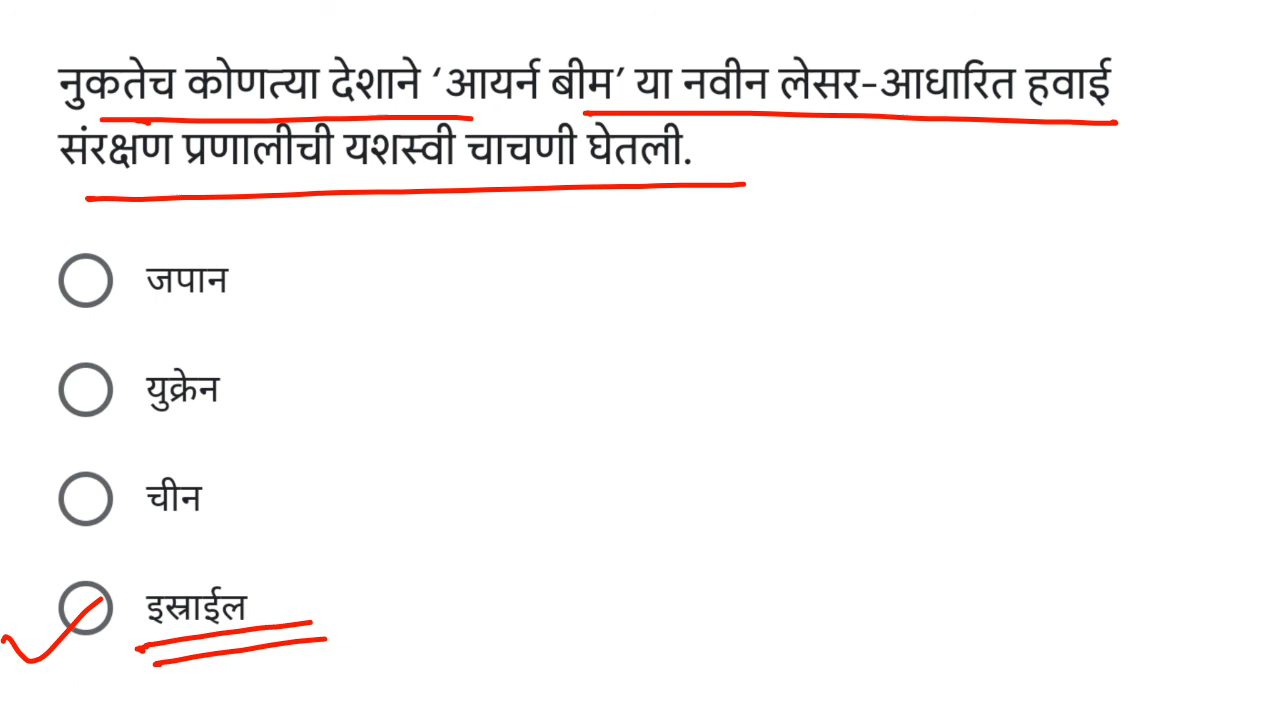 नुकतेच कोणत्या देशाने ‘आयर्न बीम’ या नवीन लेसर-आधारित हवाई
संरक्षण प्रणालीची यशस्वी चाचणी घेतली.
जपान
युक्रेन
चीन
इस्राईल